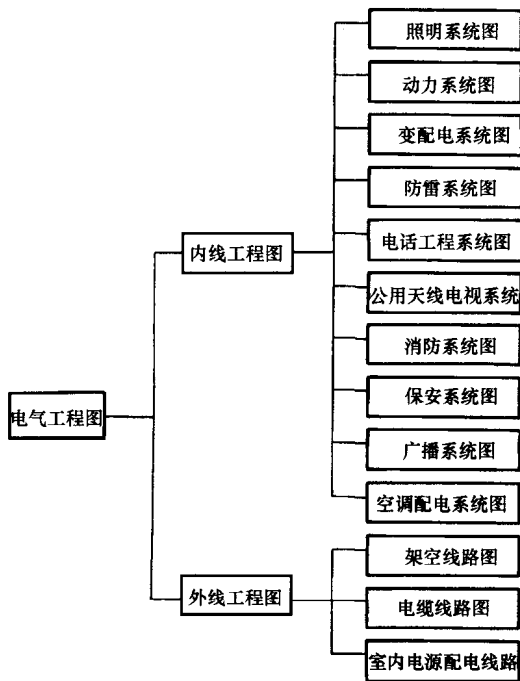 照明系统图
动力系统图
变配电系统图
防雷系统图
内线工程图
电话工程系统图
公用天线电视系统
消防系统图
保安系统图
电气工程图
广播系统图
空调配电系统图
架空线路图
外线工程图
电缆线路图
室内电源配电线路